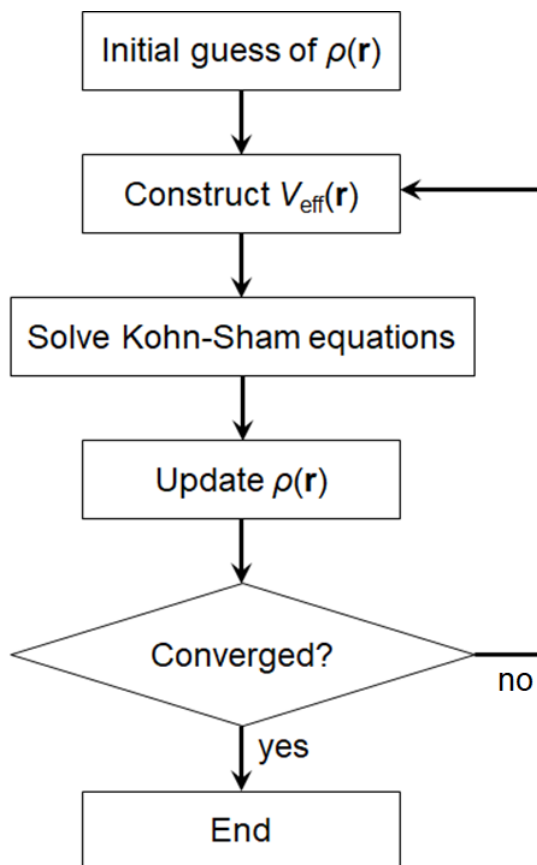 Initial guess of ρ(r)
Construct Veff(r)
Solve Kohn-Sham equations
Update ρ(r)
Converged?
no
yes
End